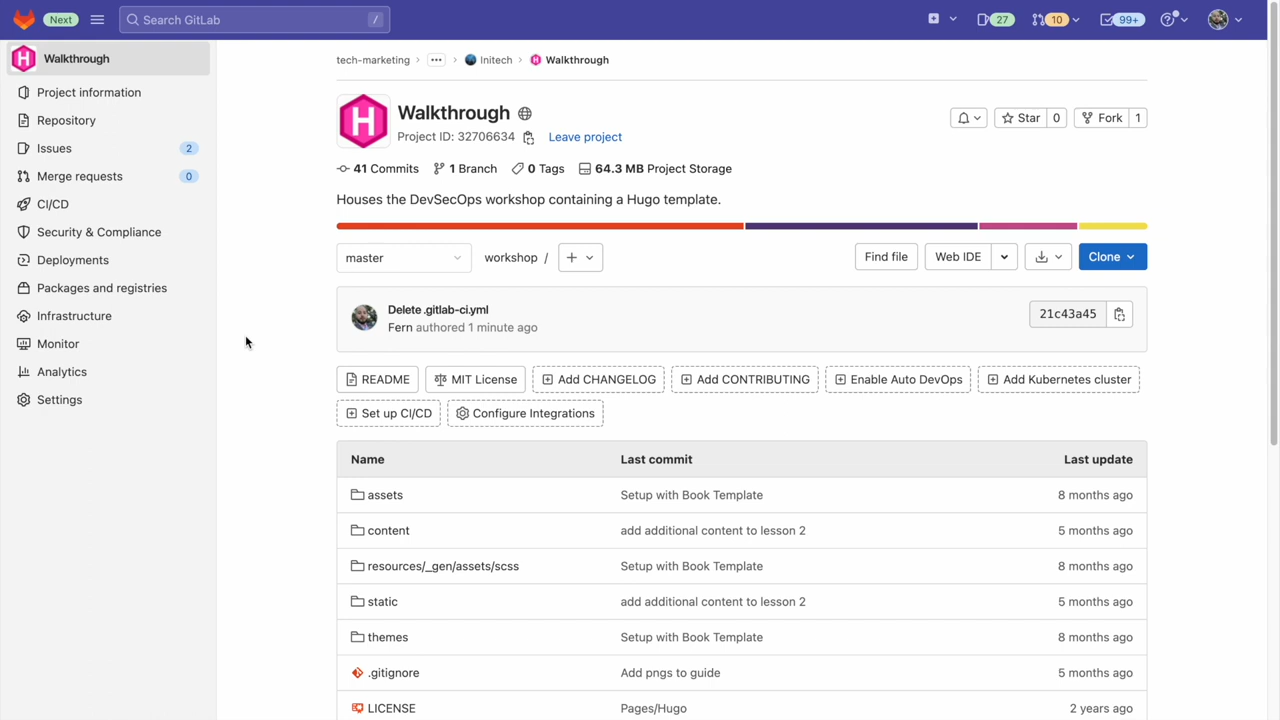 Next
Search GitLab /
27
10
99+
Walkthrough
Project information
Repository
Issues 2
Merge requests 0
CI/CD
Security & Compliance
Deployments
Packages and registries
Infrastructure
Monitor
Analytics
Settings
tech-marketing > ... > Initech > Walkthrough
H
Walkthrough
Project ID: 32706634 Leave project
Star 0 Fork 1
41 Commits 1 Branch 0 Tags 64.3 MB Project Storage
Houses the DevSecOps workshop containing a Hugo template.
master workshop / + Find file Web IDE Clone
Delete .gitlab-ci.yml
Fern authored 1 minute ago
21c43a45
README MIT License Add CHANGELOG Add CONTRIBUTING Enable Auto DevOps Add Kubernetes cluster
Set up CI/CD Configure Integrations
Name Last commit Last update
assets Setup with Book Template 8 months ago
content add additional content to lesson 2 5 months ago
resources/_gen/assets/scss Setup with Book Template 8 months ago
static add additional content to lesson 2 5 months ago
themes Setup with Book Template 8 months ago
.gitignore Add pngs to guide 5 months ago
LICENSE Pages/Hugo 2 years ago